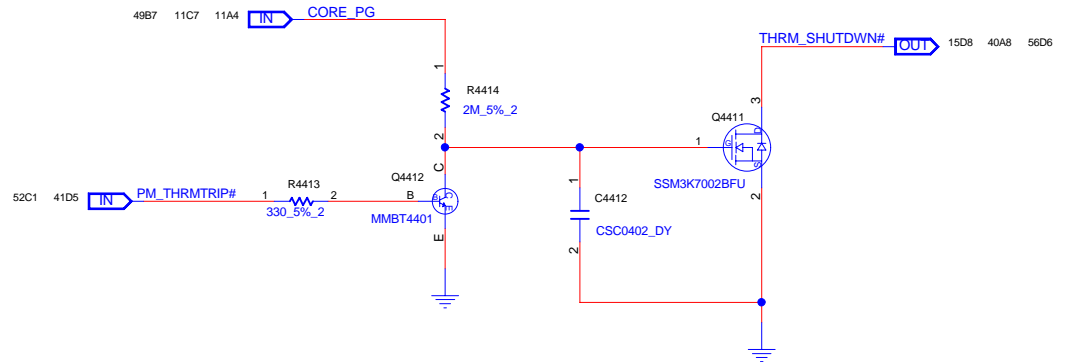 49B7 11C7 11A4 IN CORE_PG
THRM_SHUTDWN# OUT 15D8 40A8 56D6
1
R4414
2M_5%_2
2
3
Q4411
D
1 G
S
SSM3K7002BFU
2
C
Q4412
52C1 41D5 IN PM_THRMTRIP# 1 R4413 2 B
330_5%_2
B C E
MMBT4401
E
1
C4412
CSC0402_DY
2